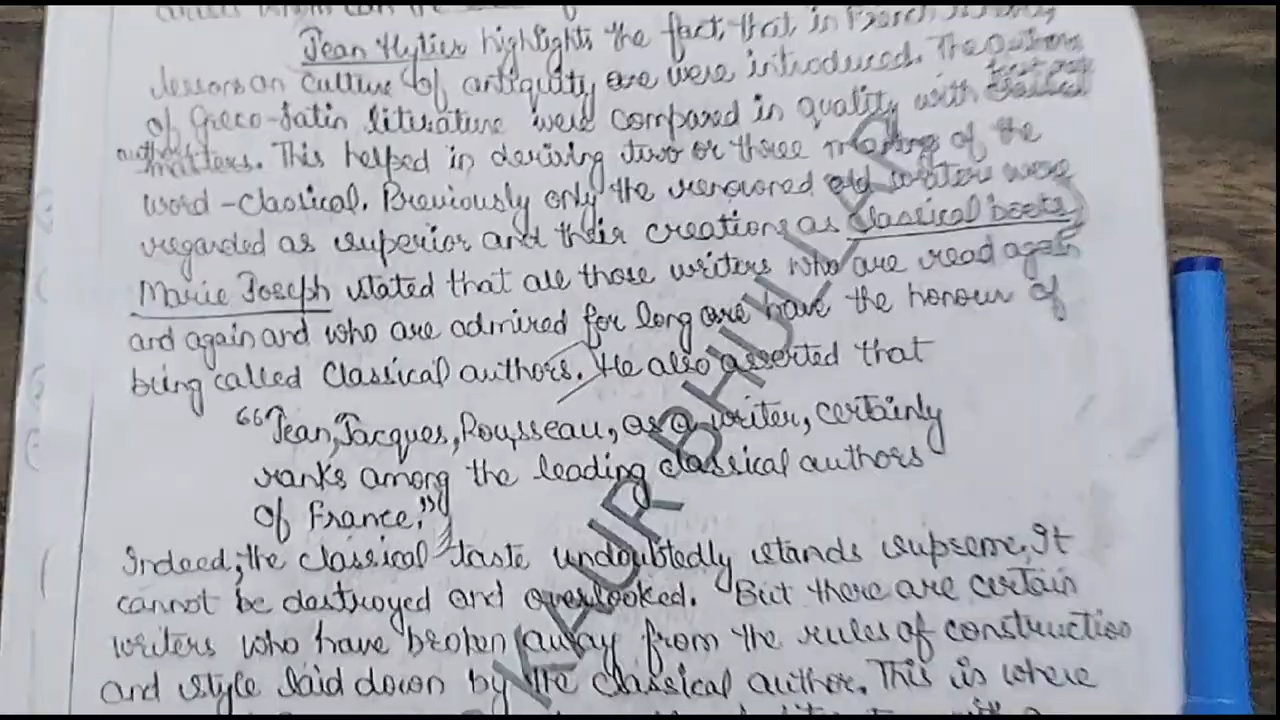 Jean Hytier highlights the fact, that in French
lessons on culture of antiquity are were introduced. The authors
of Greco-Latin literature were compared in quality with
authors matters. This helped in deriving two or three meanings of the
word - Classical. Previously only the renowned old writers were
regarded as superior and their creations as Classical books
Marie Joseph stated that all those writers who are read again
and again and who are admired for long are have the honour of
being called Classical authors. He also asserted that
"Jean, Jacques, Rousseau, as a writer, certainly
ranks among the leading classical authors
of France."
Indeed, the classical taste undoubtedly stands supreme, It
cannot be destroyed and overlooked. But there are certain
writers who have broken away from the rules of construction
and style laid down by the classical author. This is where
KAUR BHULLAR